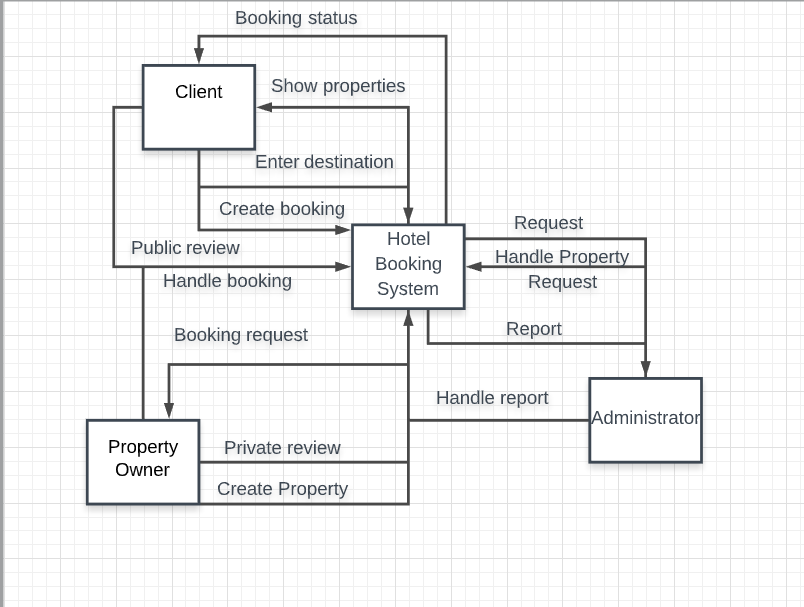 Booking status
Client
Show properties
Enter destination
Create booking
Public review
Handle booking
Hotel
Booking
System
Request
Handle Property
Request
Report
Booking request
Handle report
Administrator
Property
Owner
Private review
Create Property